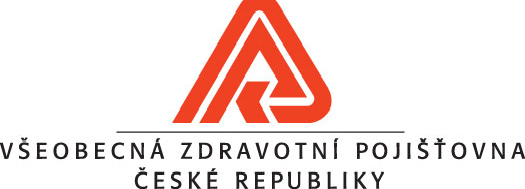 VŠEOBECNÁ ZDRAVOTNÍ POJIŠŤOVNA
ČESKÉ REPUBLIKY